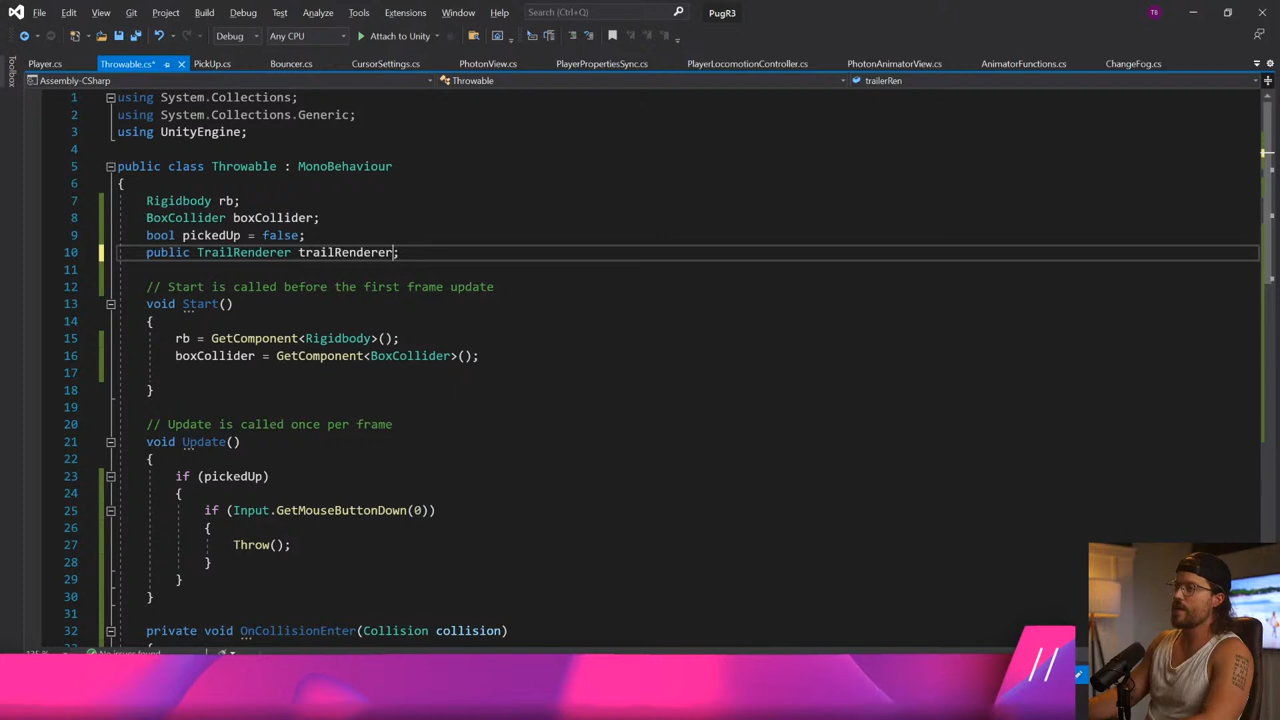 File Edit View Git Project Build Debug Test Analyze Tools Extensions Window Help Search (Ctrl+Q) PugR3 TB
Debug Any CPU Attach to Unity
Player.cs Throwable.cs* PickUp.cs Bouncer.cs CursorSettings.cs PhotonView.cs PlayerPropertiesSync.cs PlayerLocomotionController.cs PhotonAnimatorView.cs AnimatorFunctions.cs ChangeFog.cs
Toolbox
Assembly-CSharp Throwable trailerRen
1 using System.Collections;
2 using System.Collections.Generic;
3 using UnityEngine;
4
5 public class Throwable : MonoBehaviour
6 {
7 Rigidbody rb;
8 BoxCollider boxCollider;
9 bool pickedUp = false;
10 public TrailRenderer trailRenderer;
11
12 // Start is called before the first frame update
13 void Start()
14 {
15 rb = GetComponent<Rigidbody>();
16 boxCollider = GetComponent<BoxCollider>();
17
18 }
19
20 // Update is called once per frame
21 void Update()
22 {
23 if (pickedUp)
24 {
25 if (Input.GetMouseButtonDown(0))
26 {
27 Throw();
28 }
29 }
30 }
31
32 private void OnCollisionEnter(Collision collision)
No issues found
//